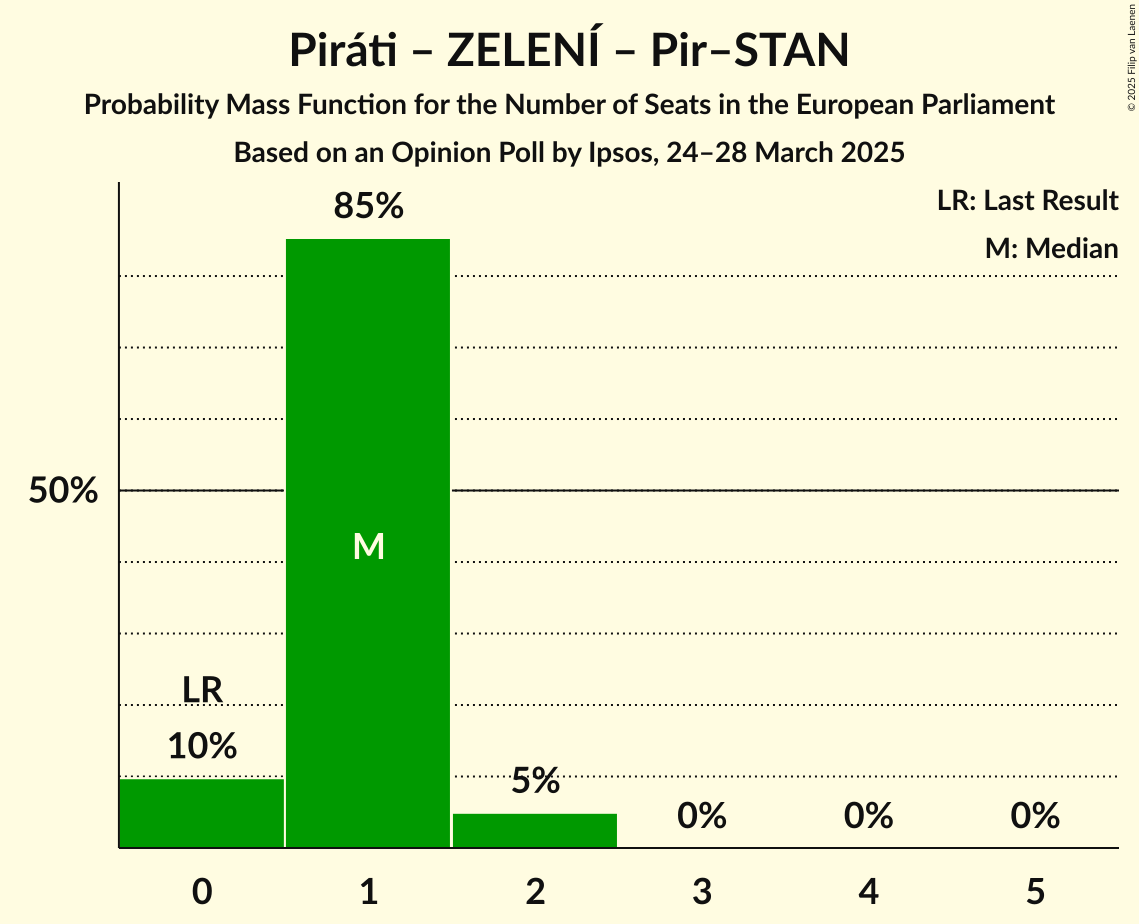 Piráti – ZELENÍ – Pir–STAN
Probability Mass Function for the Number of Seats in the European Parliament
Based on an Opinion Poll by Ipsos, 24–28 March 2025
© 2025 Filip van Laenen
LR: Last Result
M: Median
85%
50%
M
LR
10%
5%
0%
0%
0%
0
1
2
3
4
5